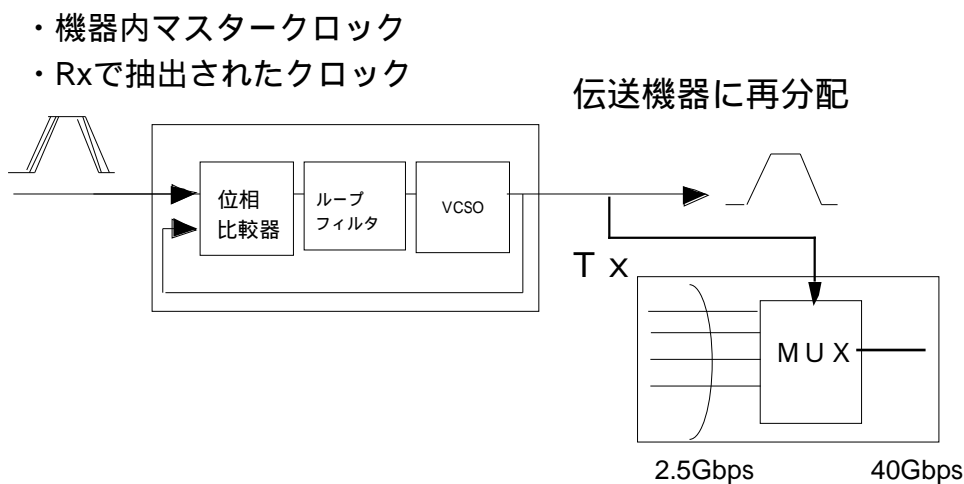 ・機器内マスタークロック
・Rxで抽出されたクロック
伝送機器に再分配
位相
比較器
ループ
フィルタ
VCSO
Ｔｘ
ＭＵＸ
2.5Gbps
40Gbps